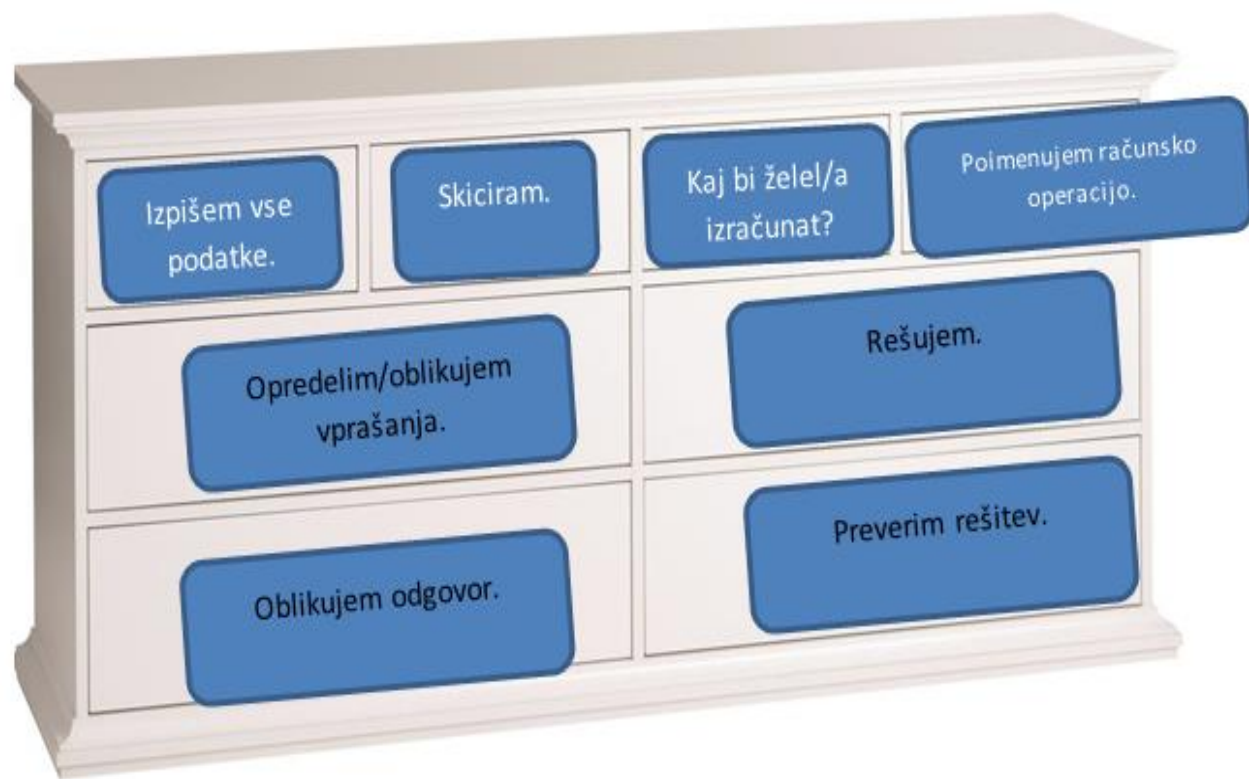 Izpišem vse
podatke.
Skiciram.
Kaj bi želel/a
izračunat?
Poimenujem računsko
operacijo.
Opredelim/oblikujem
vprašanja.
Rešujem.
Oblikujem odgovor.
Preverim rešitev.